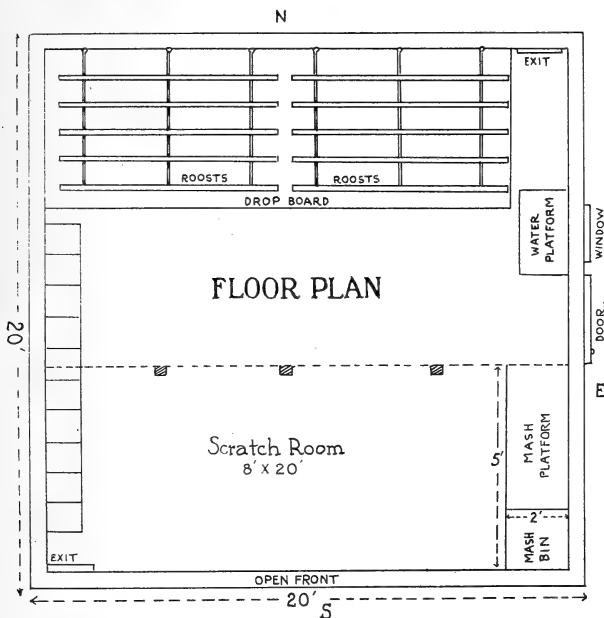 N
EXIT
ROOSTS
ROOSTS
DROP BOARD
WATER
PLATFORM
WINDOW
FLOOR PLAN
DOOR
20'
E
Scratch Room
8' X 20'
5'
MASH
PLATFORM
2'
MASH
BIN
EXIT
OPEN FRONT
20'
S